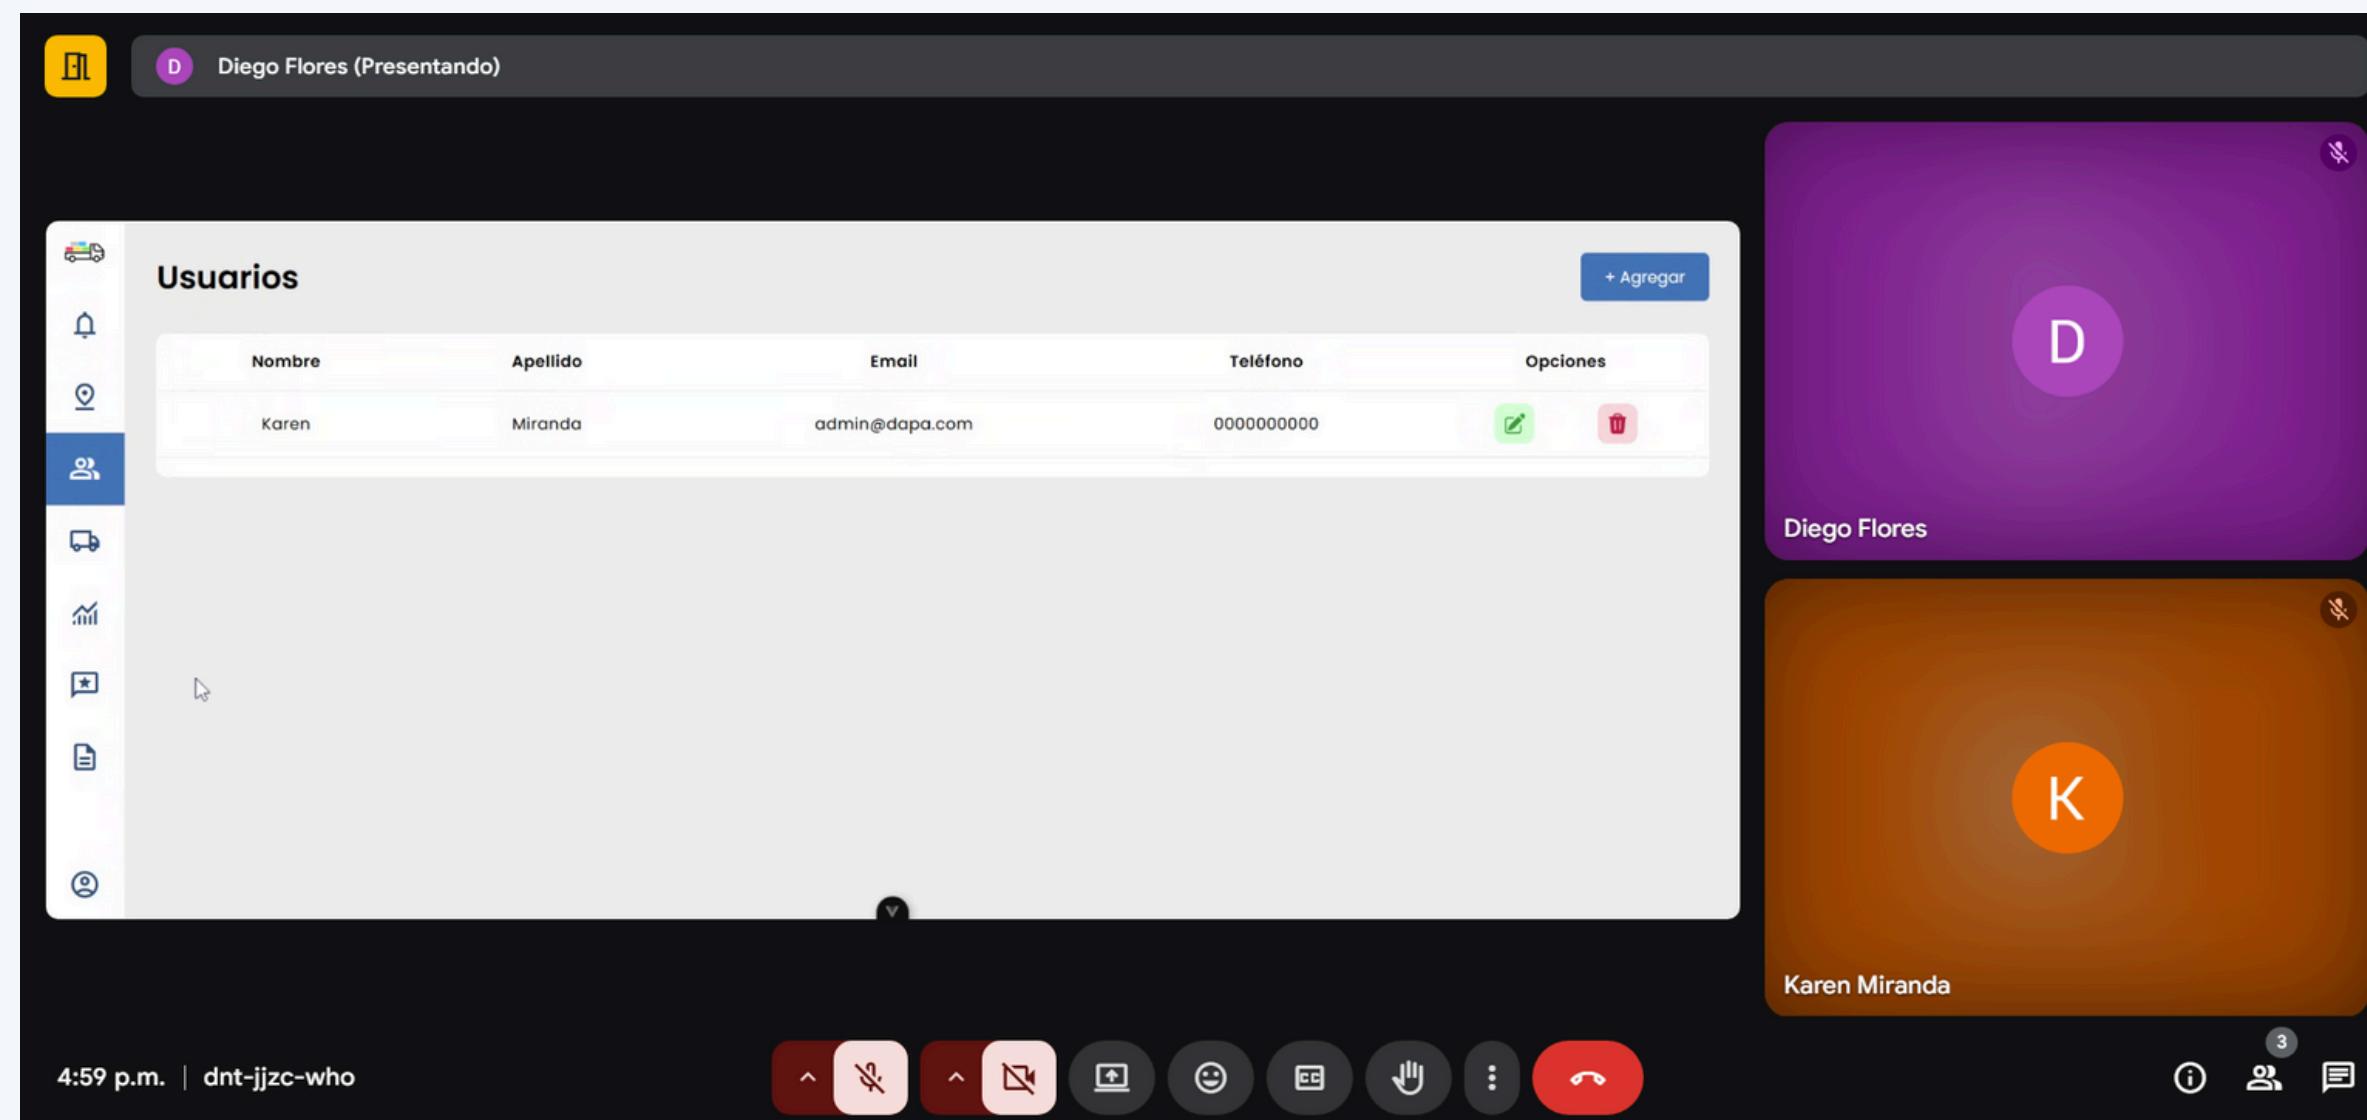 D Diego Flores (Presentando)
Usuarios
+ Agregar
Nombre Apellido Email Teléfono Opciones
Karen Miranda admin@dapa.com 0000000000
D
Diego Flores
K
Karen Miranda
4:59 p.m. | dnt-jjzc-who
CC
3